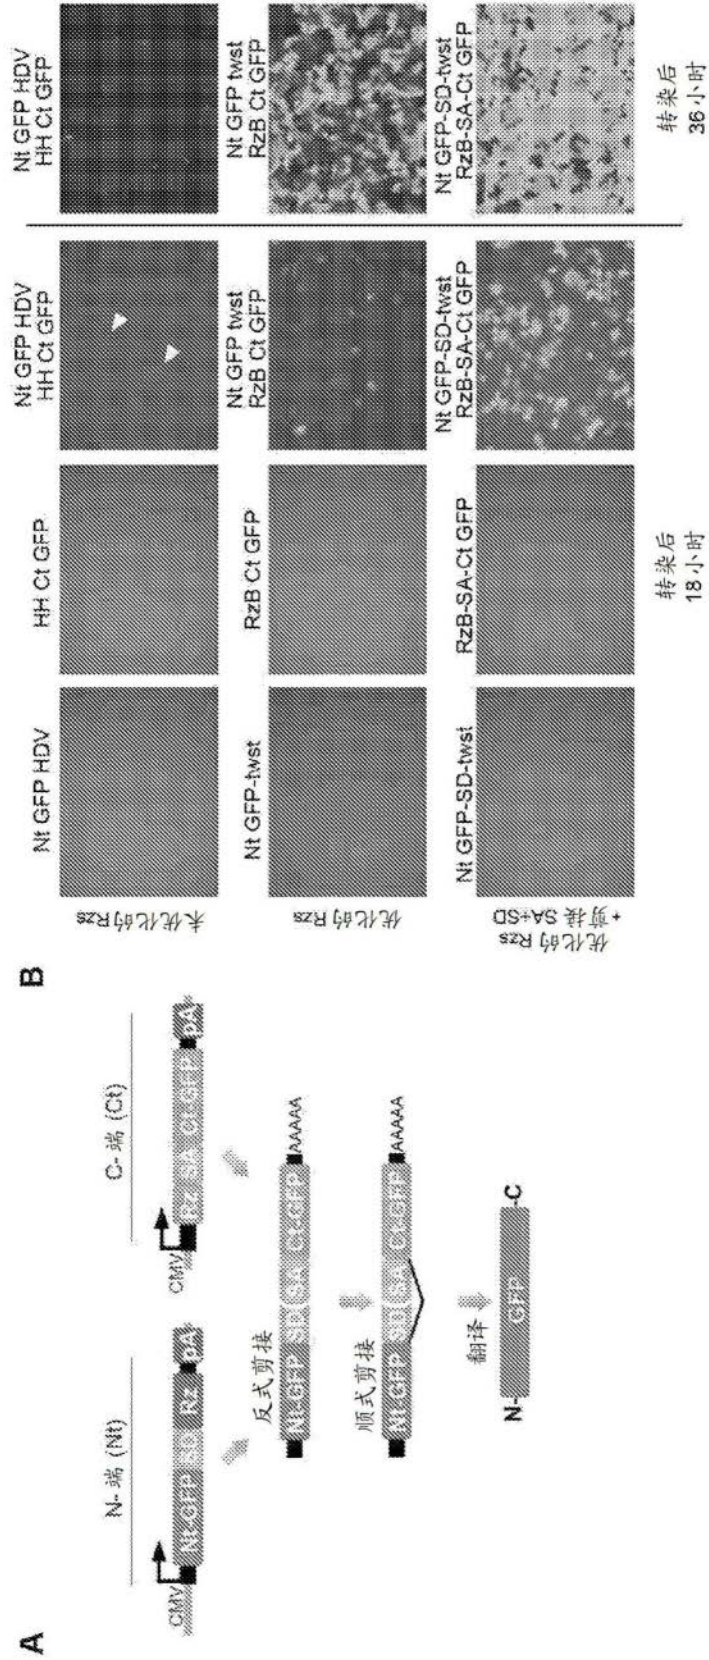 A
N- 端 (Nt)
C- 端 (Ct)
CMV
Nt-GFP
SD
Rz
pA
CMV
Rz
SA
Ct-GFP
pA
反式剪接
Nt-GFP
SD
SA
Ct-GFP
AAAAA
顺式剪接
Nt-GFP
SD
SA
Ct-GFP
AAAAA
翻译
N-
GFP
-C
B
未优化的 Rzs
Nt GFP HDV
HH Ct GFP
Nt GFP HDV
HH Ct GFP
Nt GFP HDV
HH Ct GFP
优化的 Rzs
Nt GFP-twst
RzB Ct GFP
Nt GFP twst
RzB Ct GFP
Nt GFP twst
RzB Ct GFP
优化的 Rzs
+ 剪接 SA+SD
Nt GFP-SD-twst
RzB-SA-Ct GFP
Nt GFP-SD-twst
RzB-SA-Ct GFP
Nt GFP-SD-twst
RzB-SA-Ct GFP
转染后
18 小时
转染后
36 小时